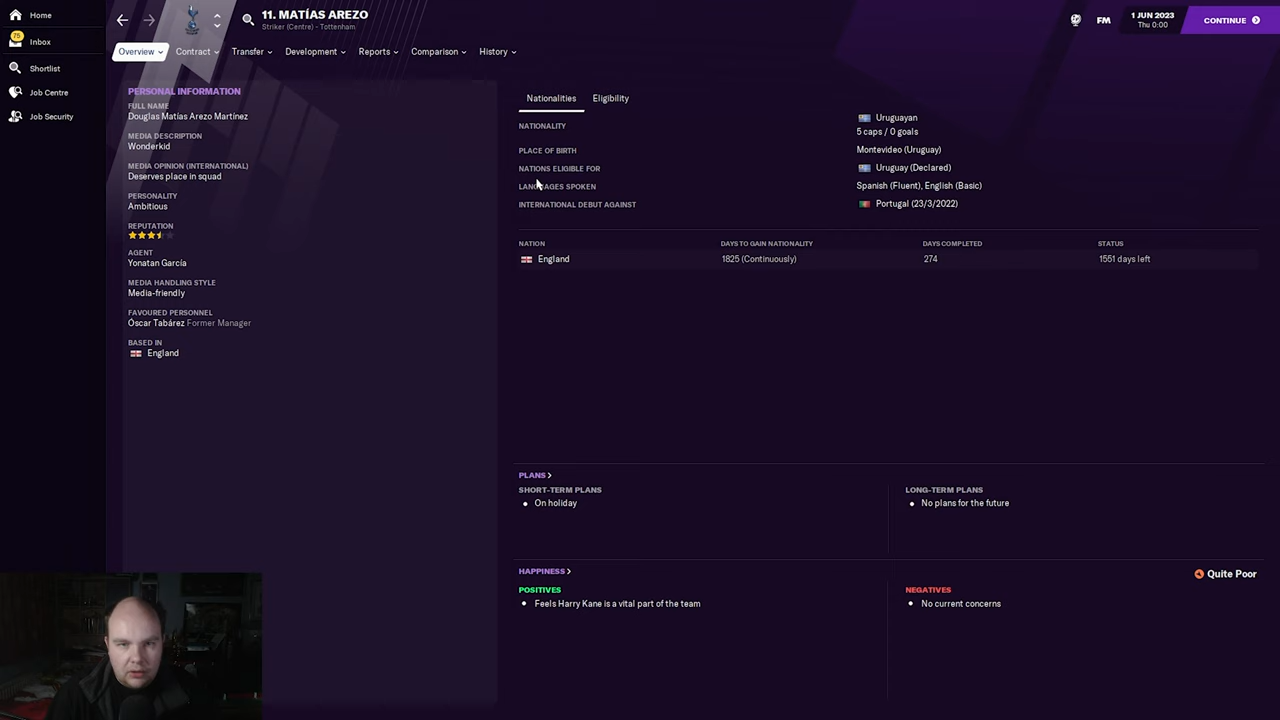 Home
75
Inbox
Shortlist
Job Centre
Job Security
11. MATÍAS AREZO
Striker (Centre) - Tottenham
FM
1 JUN 2023
Thu 0:00
CONTINUE
Overview
Contract
Transfer
Development
Reports
Comparison
History
PERSONAL INFORMATION
FULL NAME
Douglas Matías Arezo Martínez
MEDIA DESCRIPTION
Wonderkid
MEDIA OPINION (INTERNATIONAL)
Deserves place in squad
PERSONALITY
Ambitious
REPUTATION
AGENT
Yonatan García
MEDIA HANDLING STYLE
Media-friendly
FAVOURED PERSONNEL
Óscar Tabárez Former Manager
BASED IN
England
Nationalities Eligibility
NATIONALITY Uruguayan
5 caps / 0 goals
PLACE OF BIRTH Montevideo (Uruguay)
NATIONS ELIGIBLE FOR Uruguay (Declared)
LANGUAGES SPOKEN Spanish (Fluent), English (Basic)
INTERNATIONAL DEBUT AGAINST Portugal (23/3/2022)
NATION DAYS TO GAIN NATIONALITY DAYS COMPLETED STATUS
England 1825 (Continuously) 274 1551 days left
PLANS >
SHORT-TERM PLANS
On holiday
LONG-TERM PLANS
No plans for the future
HAPPINESS >
Quite Poor
POSITIVES
Feels Harry Kane is a vital part of the team
NEGATIVES
No current concerns